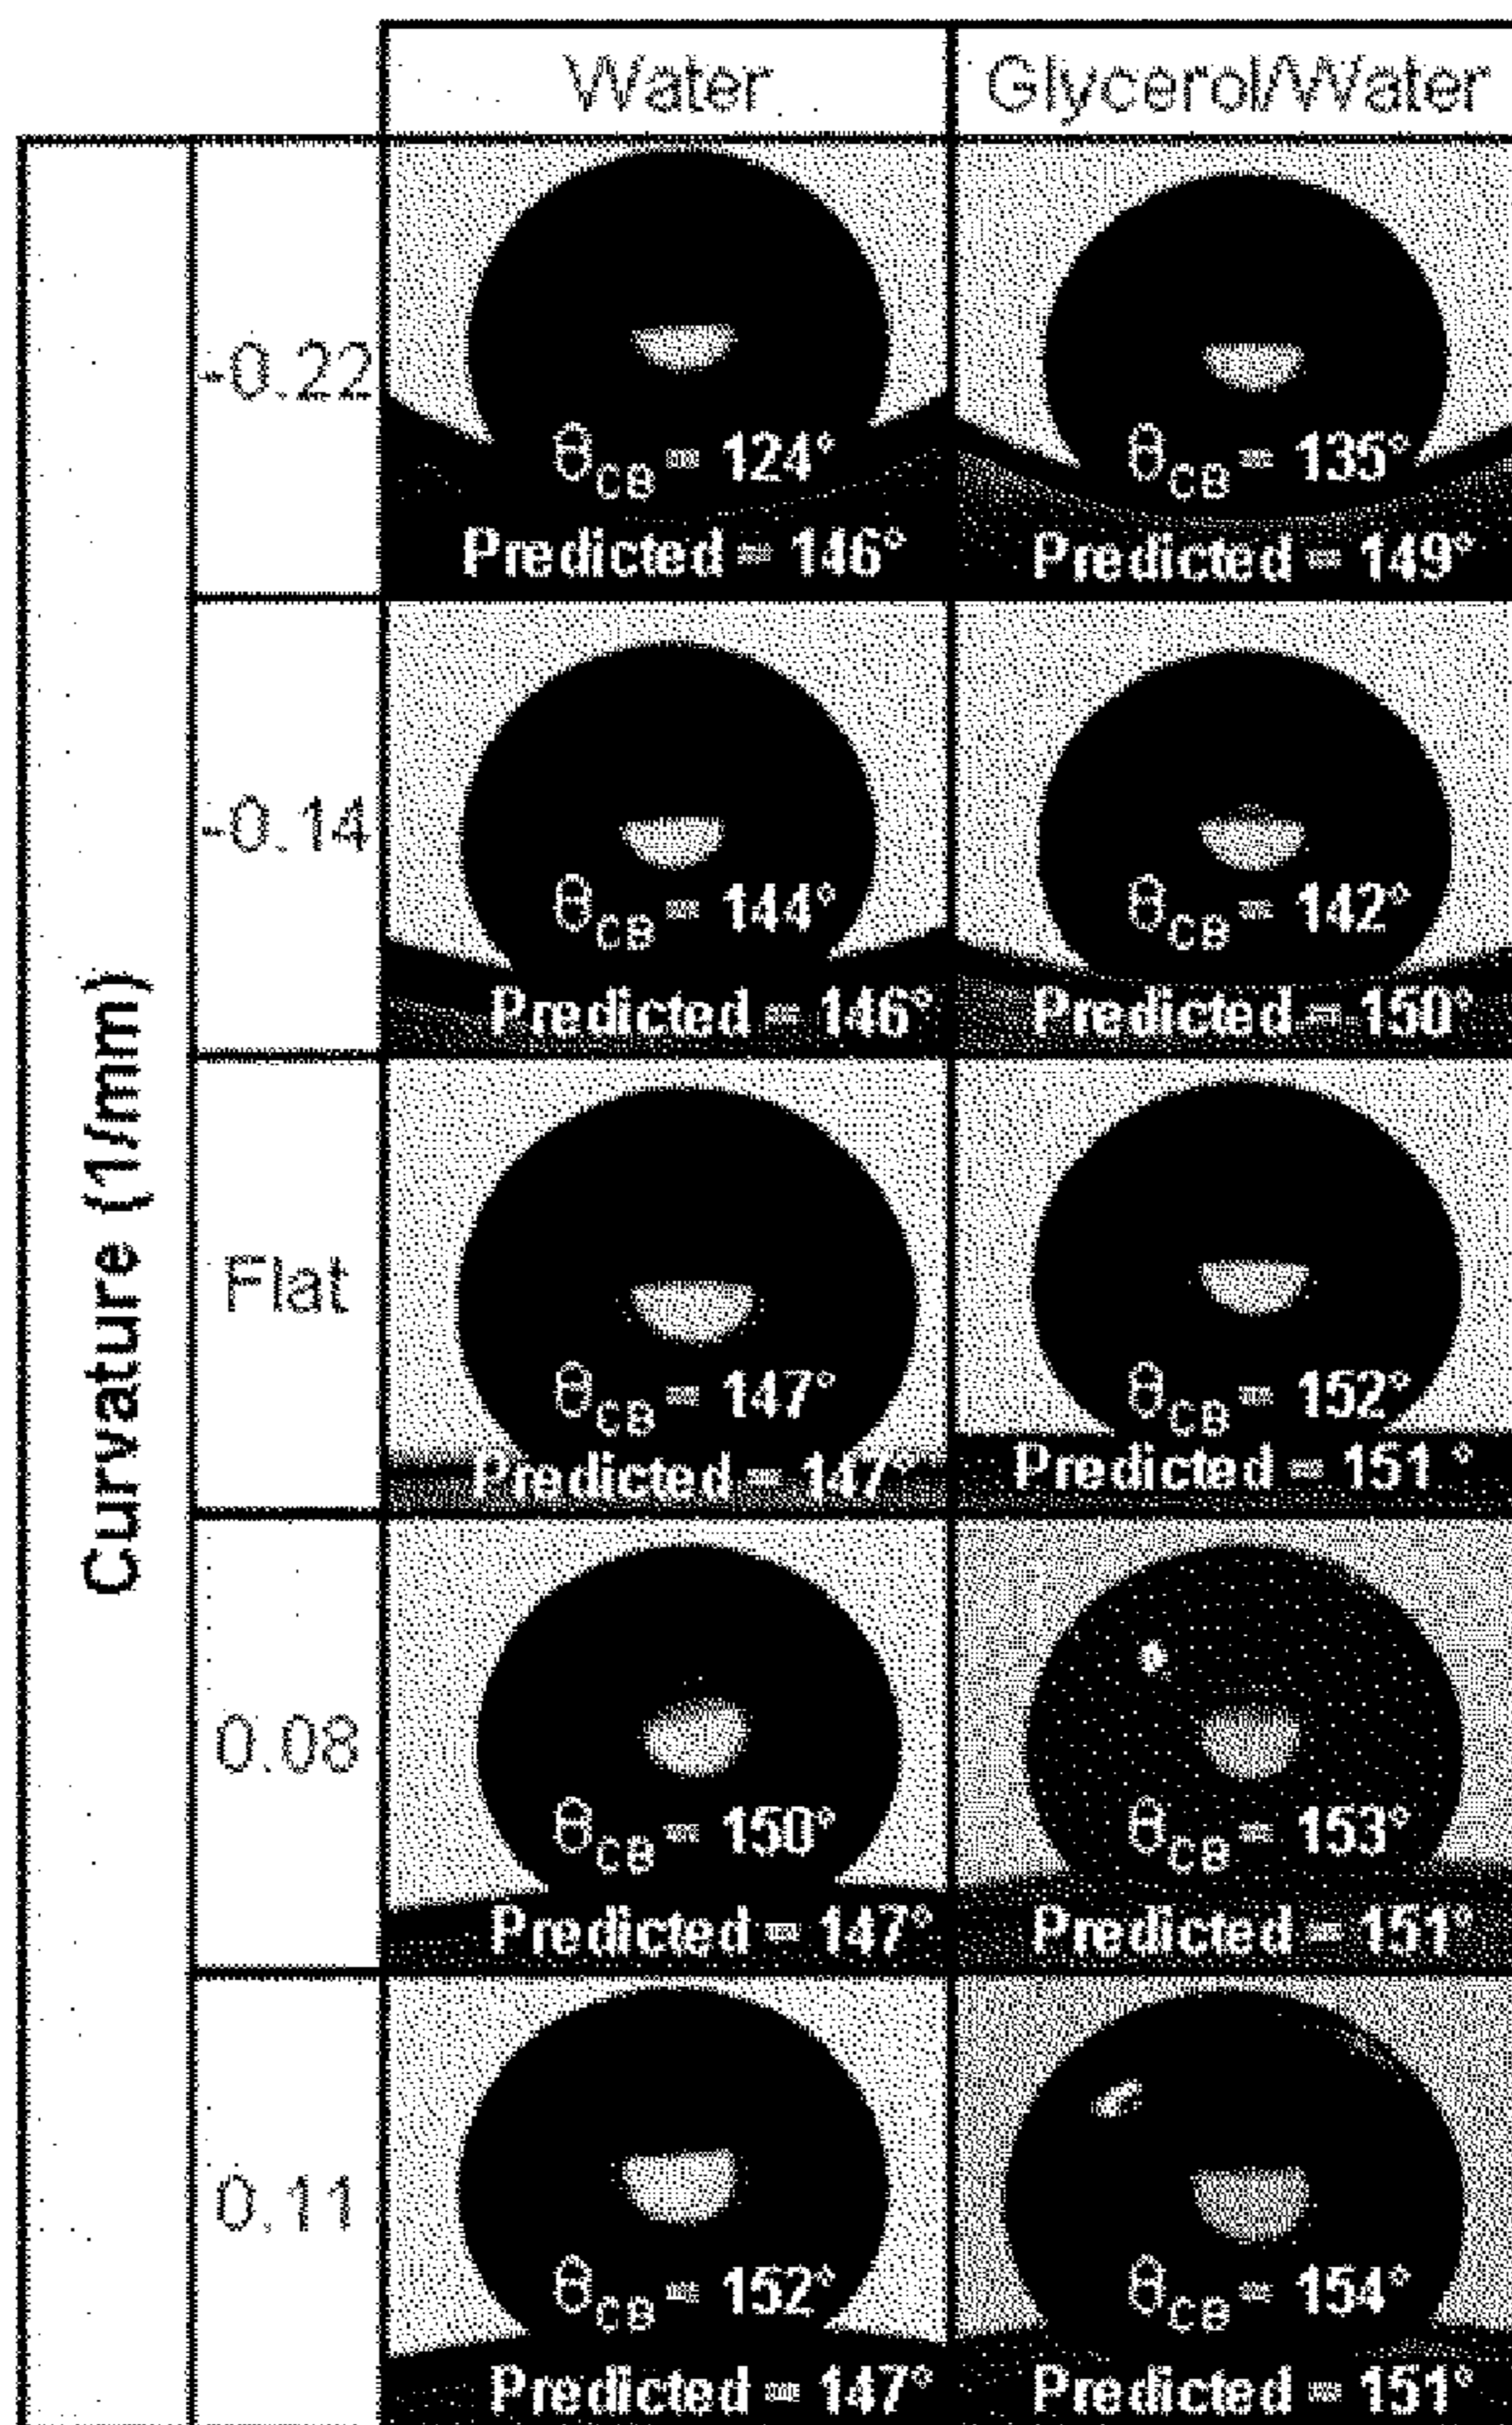 Water
Glycerol/Water
Curvature (1/mm)
-0.22
θCB = 124°
Predicted = 146°
θCB = 135°
Predicted = 149°
-0.14
θCB = 144°
Predicted = 146°
θCB = 142°
Predicted = 150°
Flat
θCB = 147°
Predicted = 147°
θCB = 152°
Predicted = 151 °
0.08
θCB = 150°
Predicted = 147°
θCB = 153°
Predicted = 151°
0.11
θCB = 152°
Predicted = 147°
θCB = 154°
Predicted = 151°